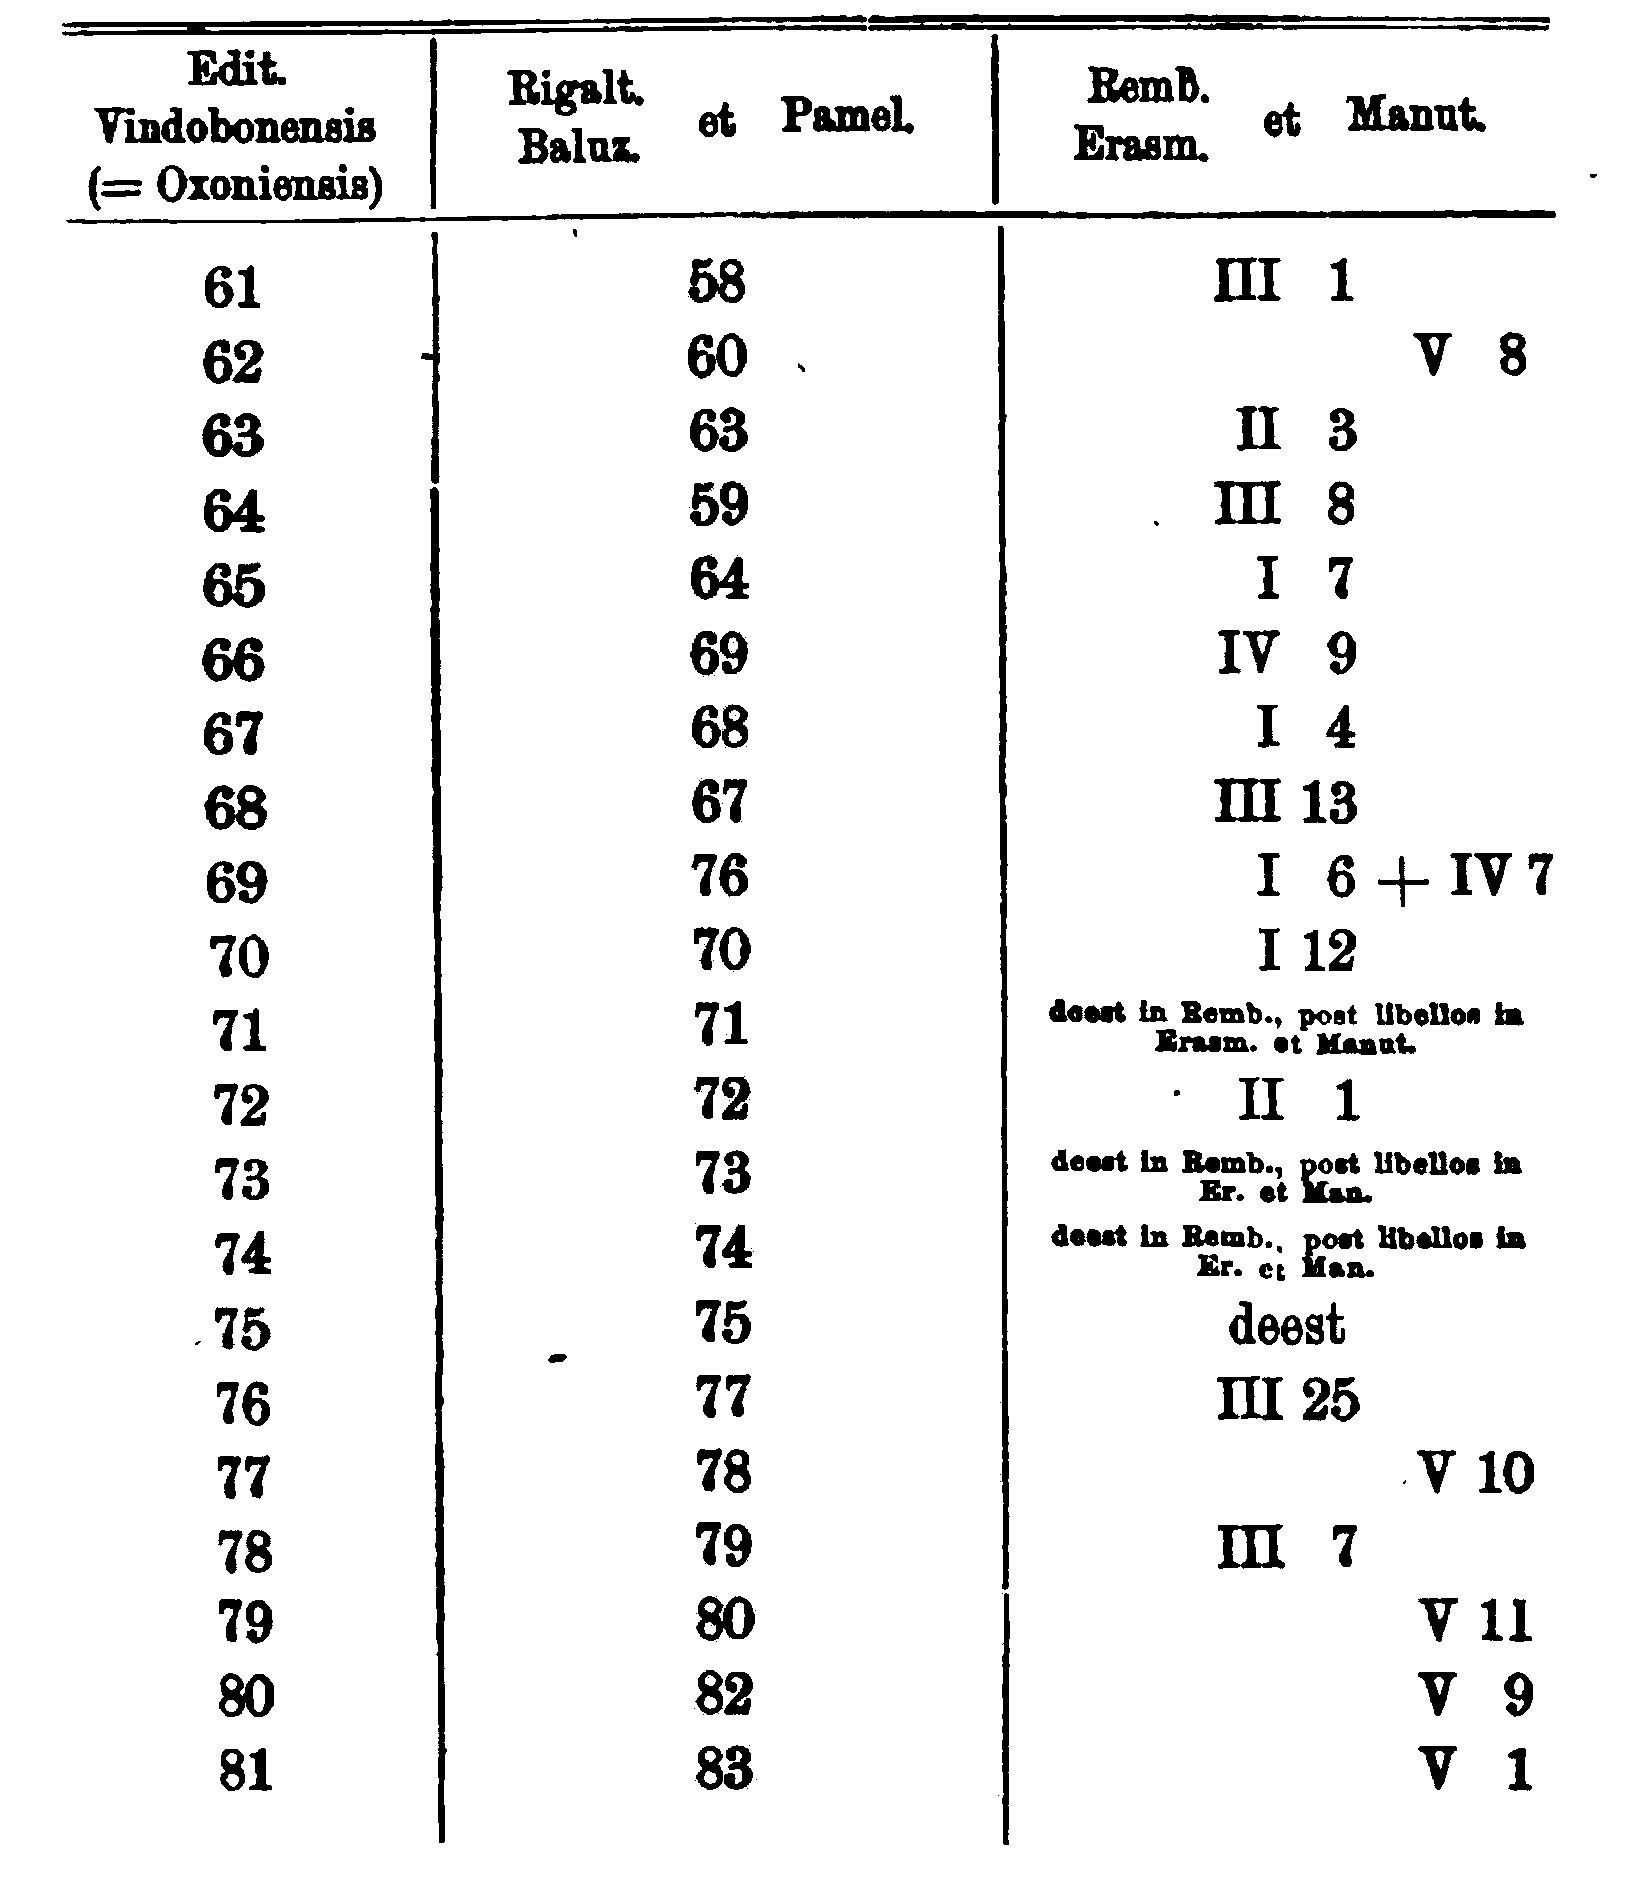 Edit.
Vindobonensis
(= Oxoniensis)
Rigalt.
Baluz.
et Pamel.
Remb.
Erasm.
et Manut.
61 58 III 1
62 60 V 8
63 63 II 3
64 59 III 8
65 64 I 7
66 69 IV 9
67 68 I 4
68 67 III 13
69 76 I 6 + IV 7
70 70 I 12
71 71 deest in Remb., post libellos in
Erasm. et Manut.
72 72 II 1
73 73 deest in Remb., post libellos in
Er. et Man.
74 74 deest in Remb., post libellos in
Er. et Man.
75 75 deest
76 77 III 25
77 78 V 10
78 79 III 7
79 80 V 11
80 82 V 9
81 83 V 1